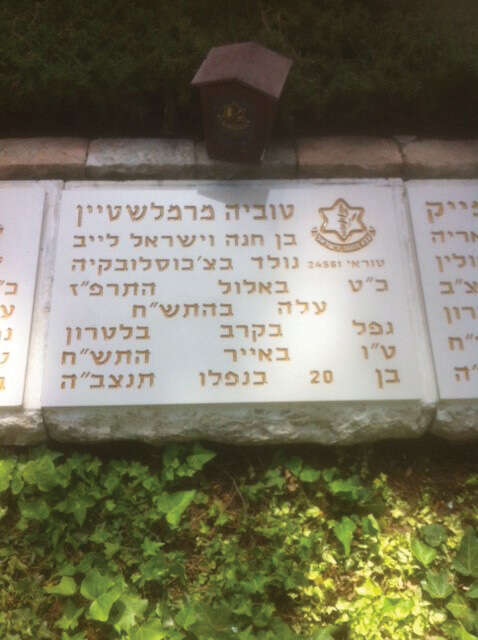 טוביה מרמלשטיין
בן חנה וישראל לייב
טוראי 24561 נולד בצ׳כוסלובקיה
כ״ט באלול התרפ״ז
עלה בהתש״ח
נפל בקרב בלטרון
ט״ו באייר התש״ח
בן 20 בנפלו תנצב״ה